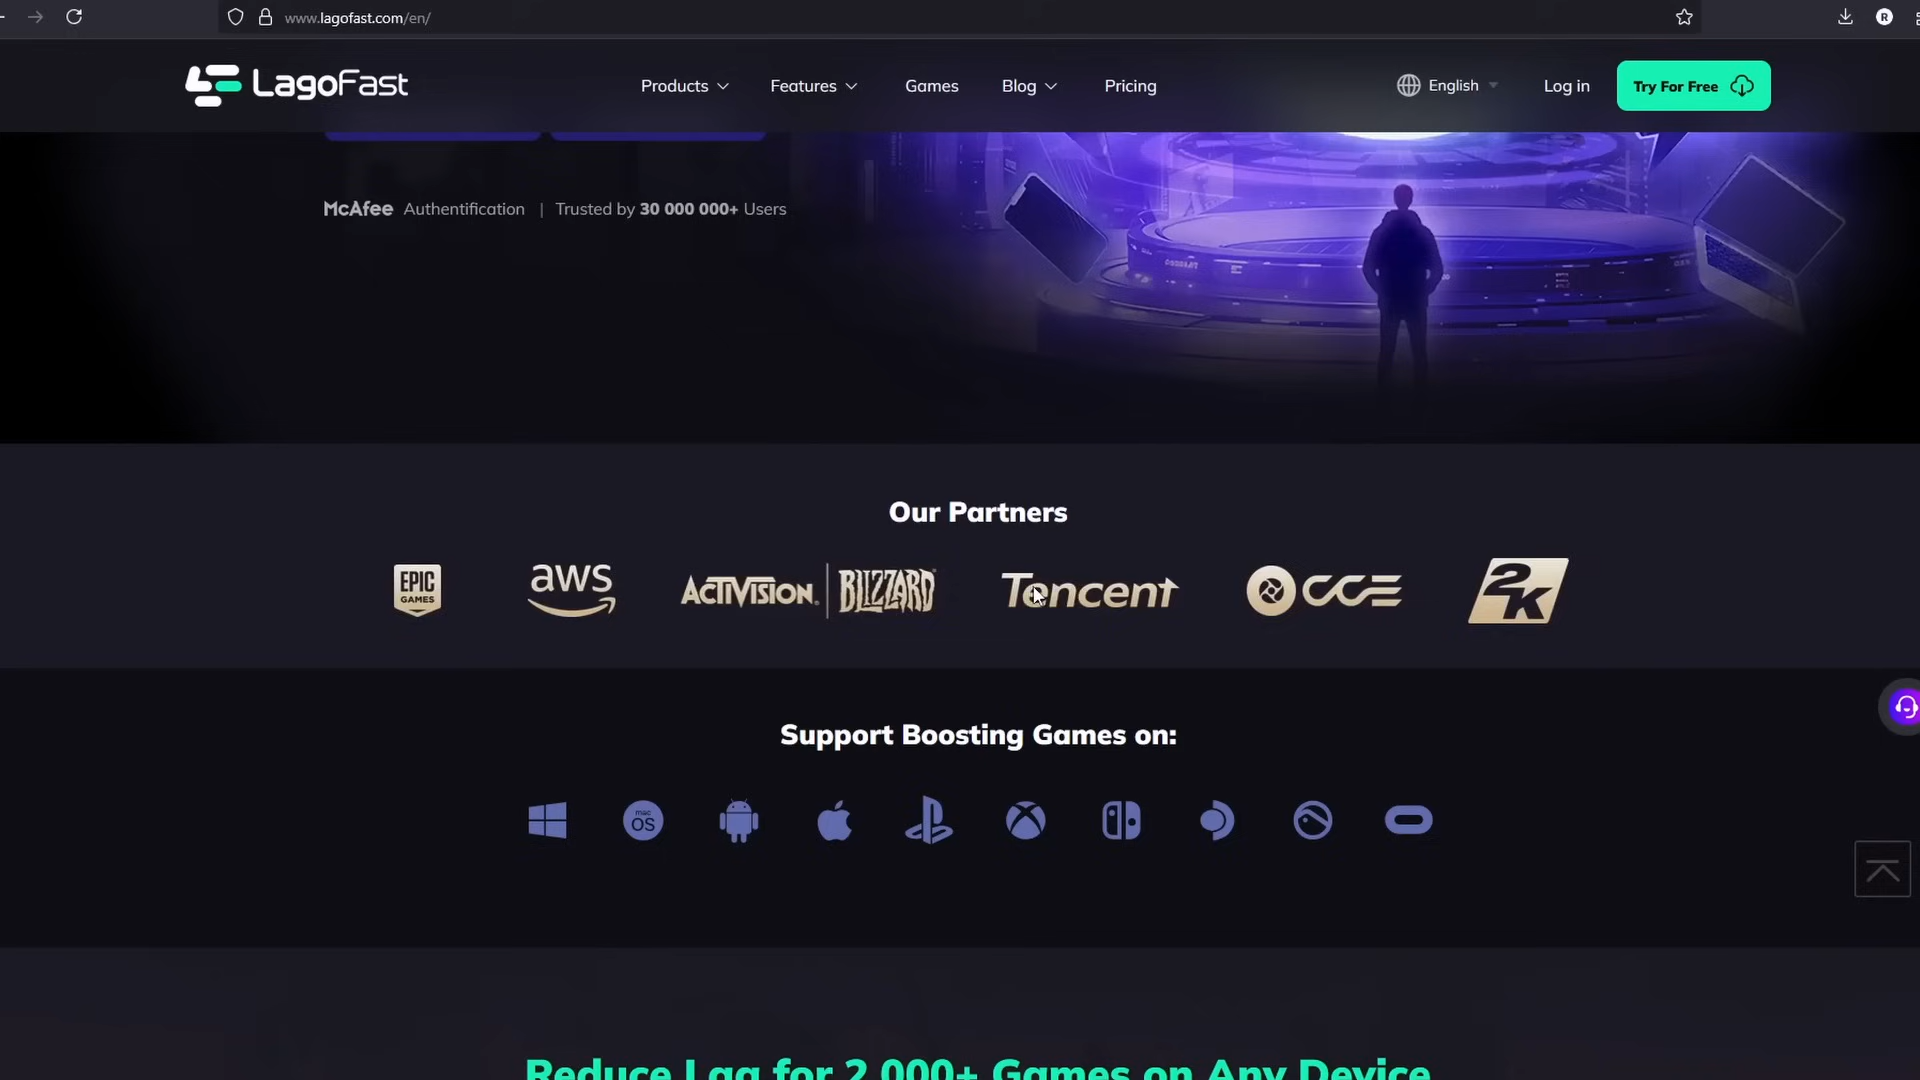 www.lagofast.com/en/
R
LagoFast
Products
Features
Games
Blog
Pricing
English
Log in
Try For Free
McAfee Authentification | Trusted by 30 000 000+ Users
Our Partners
EPIC
GAMES
aws
ACTIVISION. | BLIZZARD
Tencent
CCE
2K
Support Boosting Games on:
mac
OS
Reduce Lag for 2,000+ Games on Any Device